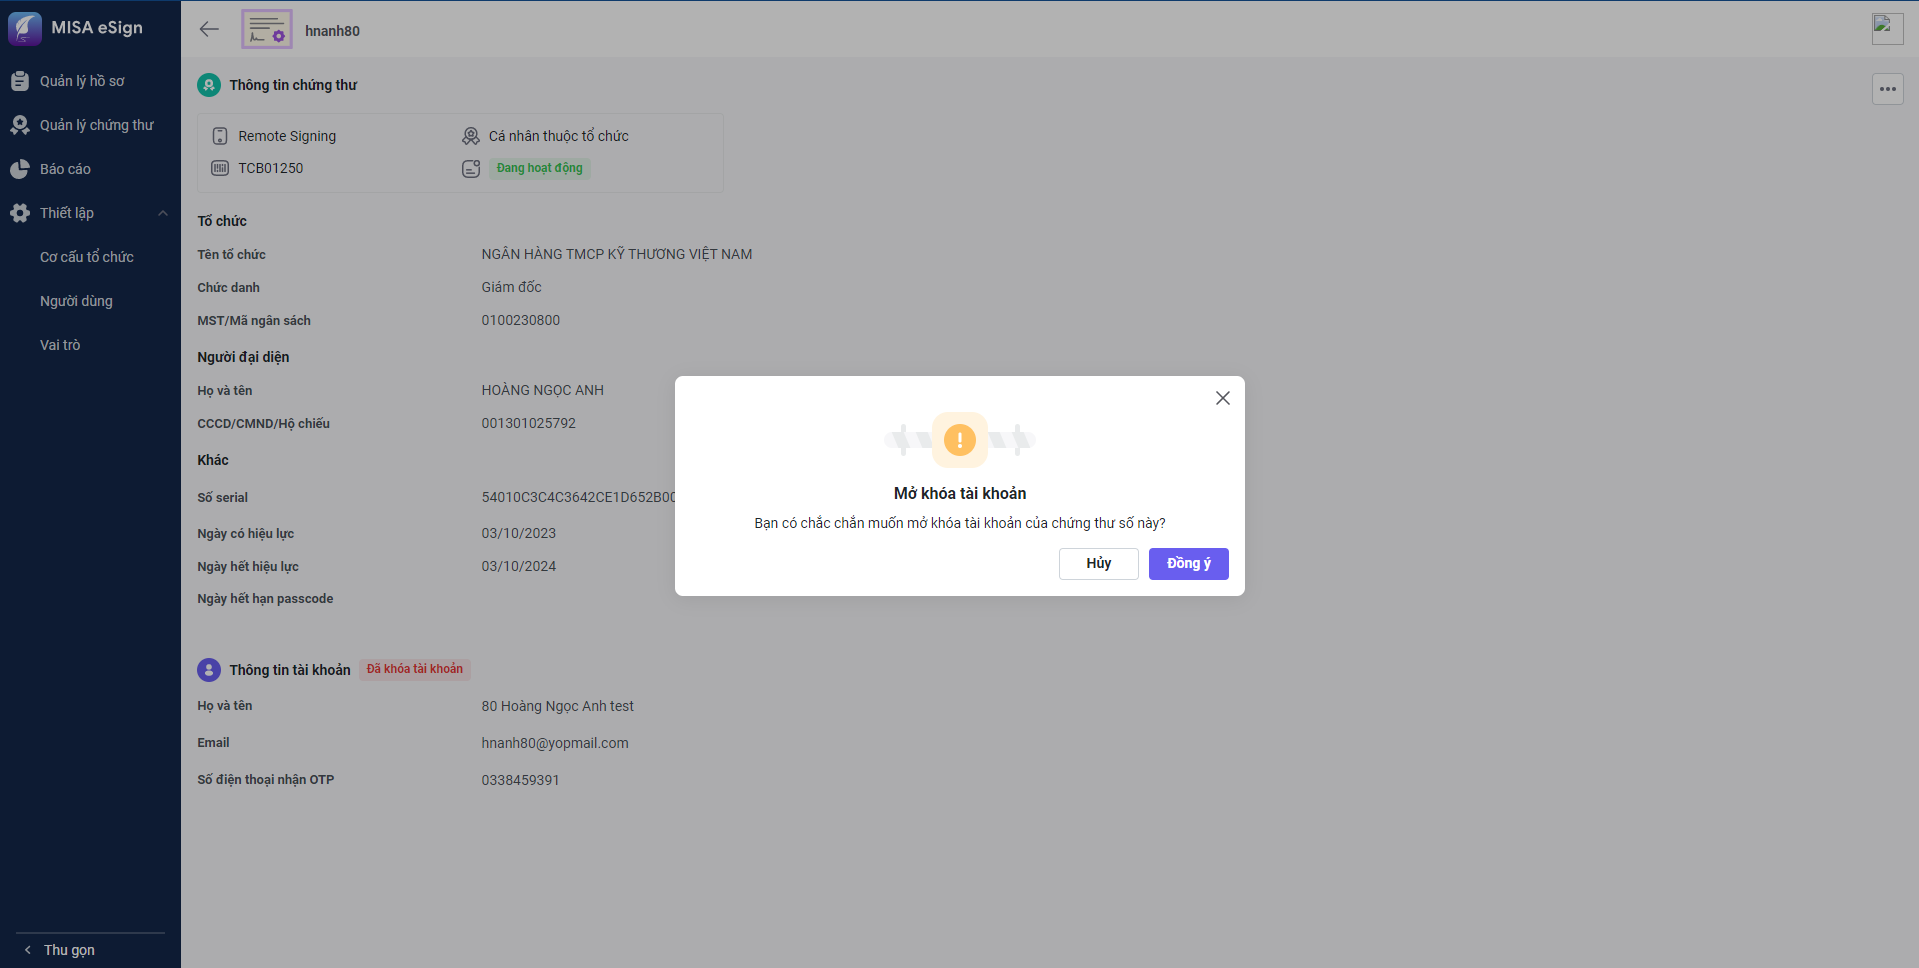 MISA eSign
Quản lý hồ sơ
Quản lý chứng thư
Báo cáo
Thiết lập
Cơ cấu tổ chức
Người dùng
Vai trò
Thu gọn
hnanh80
Thông tin chứng thư
Remote Signing
Cá nhân thuộc tổ chức
TCB01250
Đang hoạt động
Tổ chức
Tên tổ chức NGÂN HÀNG TMCP KỸ THƯƠNG VIỆT NAM
Chức danh Giám đốc
MST/Mã ngân sách 0100230800
Người đại diện
Họ và tên HOÀNG NGỌC ANH
CCCD/CMND/Hộ chiếu 001301025792
Khác
Số serial 54010C3C4C3642CE1D652B00
Ngày có hiệu lực 03/10/2023
Ngày hết hiệu lực 03/10/2024
Ngày hết hạn passcode
Thông tin tài khoản Đã khóa tài khoản
Họ và tên 80 Hoàng Ngọc Anh test
Email hnanh80@yopmail.com
Số điện thoại nhận OTP 0338459391
Mở khóa tài khoản
Bạn có chắc chắn muốn mở khóa tài khoản của chứng thư số này?
Hủy
Đồng ý